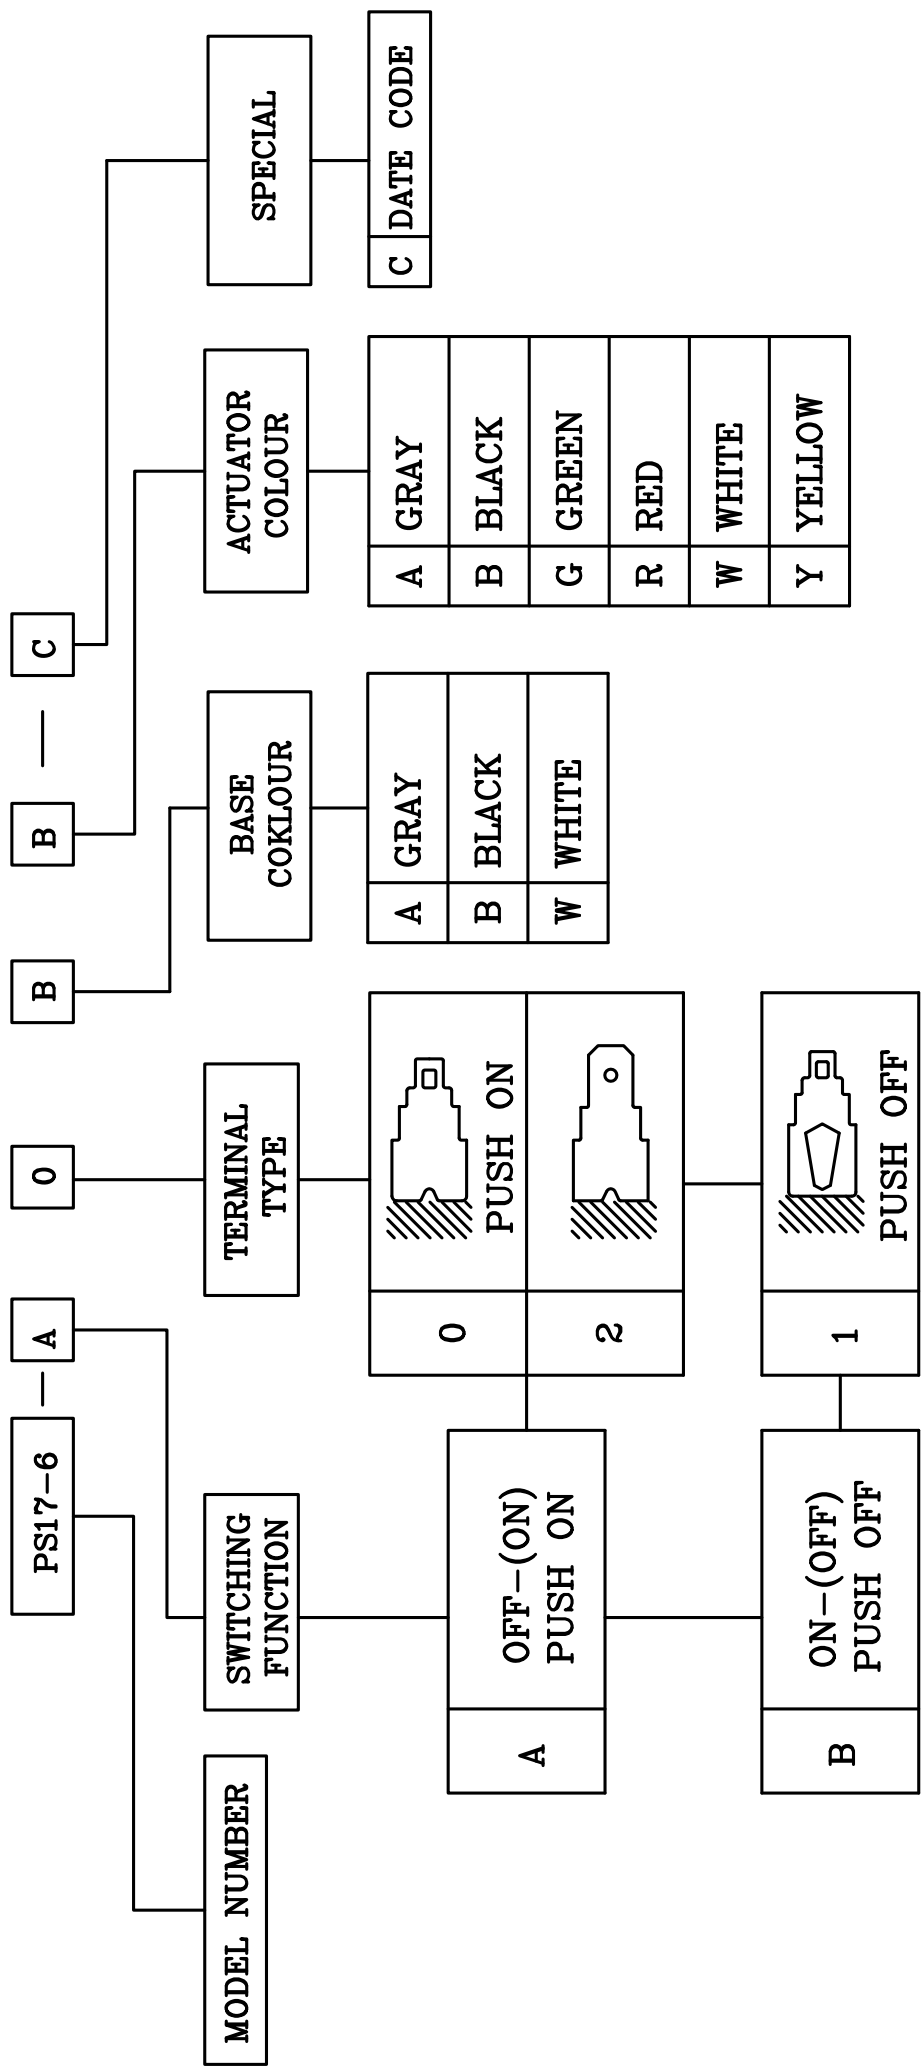 PS17-6 — A 0 B B — C
MODEL NUMBER
SWITCHING
FUNCTION
TERMINAL
TYPE
BASE
COKLOUR
ACTUATOR
COLOUR
SPECIAL
A OFF-(ON)
PUSH ON
B ON-(OFF)
PUSH OFF
0 PUSH ON
2
1 PUSH OFF
A GRAY
B BLACK
W WHITE
A GRAY
B BLACK
G GREEN
R RED
W WHITE
Y YELLOW
C DATE CODE